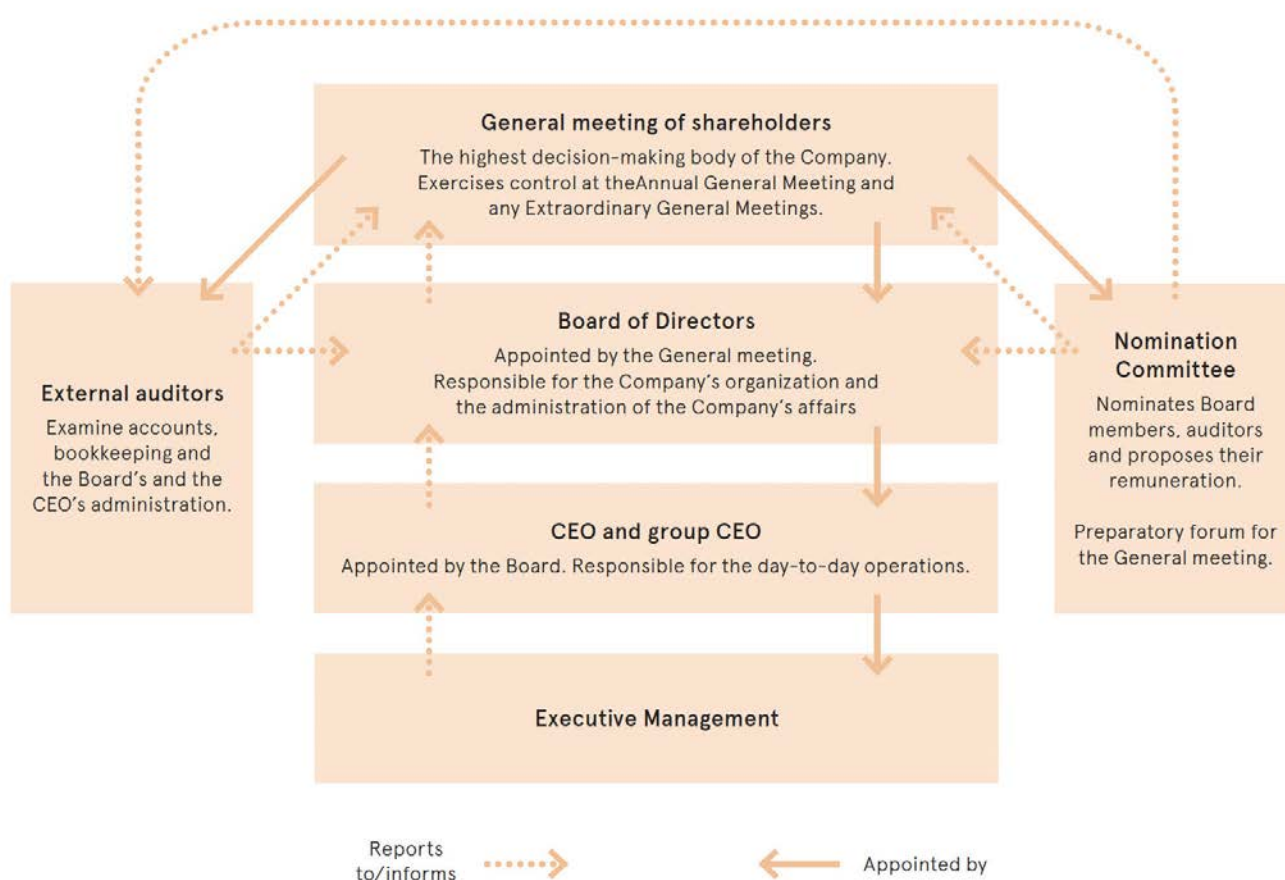 General meeting of shareholders
The highest decision-making body of the Company.
Exercises control at theAnnual General Meeting and
any Extraordinary General Meetings.
Board of Directors
Appointed by the General meeting.
Responsible for the Company's organization and
the administration of the Company's affairs
External auditors
Examine accounts,
bookkeeping and
the Board's and the
CEO's administration.
Nomination
Committee
Nominates Board
members, auditors
and proposes their
remuneration.
Preparatory forum for
the General meeting.
CEO and group CEO
Appointed by the Board. Responsible for the day-to-day operations.
Executive Management
Reports
to/informs
Appointed by